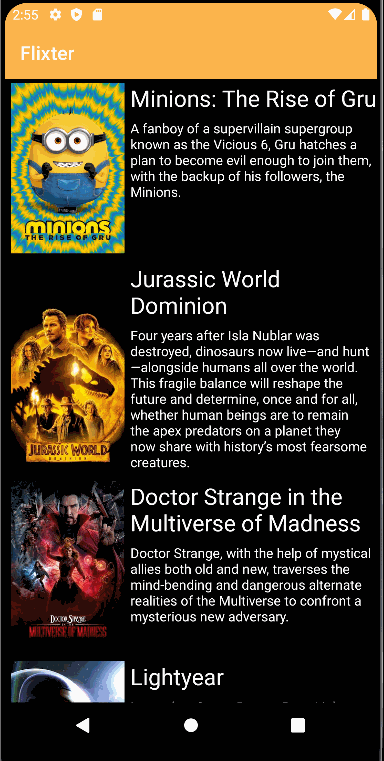 2:55
Flixter
Minions: The Rise of Gru
A fanboy of a supervillain supergroup
known as the Vicious 6, Gru hatches a
plan to become evil enough to join them,
with the backup of his followers, the
Minions.
MINIONS
THE RISE OF GRU
Jurassic World
Dominion
Four years after Isla Nublar was
destroyed, dinosaurs now live—and hunt
—alongside humans all over the world.
This fragile balance will reshape the
future and determine, once and for all,
whether human beings are to remain
the apex predators on a planet they
now share with history's most fearsome
creatures.
JURASSIC WORLD
Doctor Strange in the
Multiverse of Madness
Doctor Strange, with the help of mystical
allies both old and new, traverses the
mind-bending and dangerous alternate
realities of the Multiverse to confront a
mysterious new adversary.
DOCTOR STRANGE
MULTIVERSE OF MADNESS
Lightyear